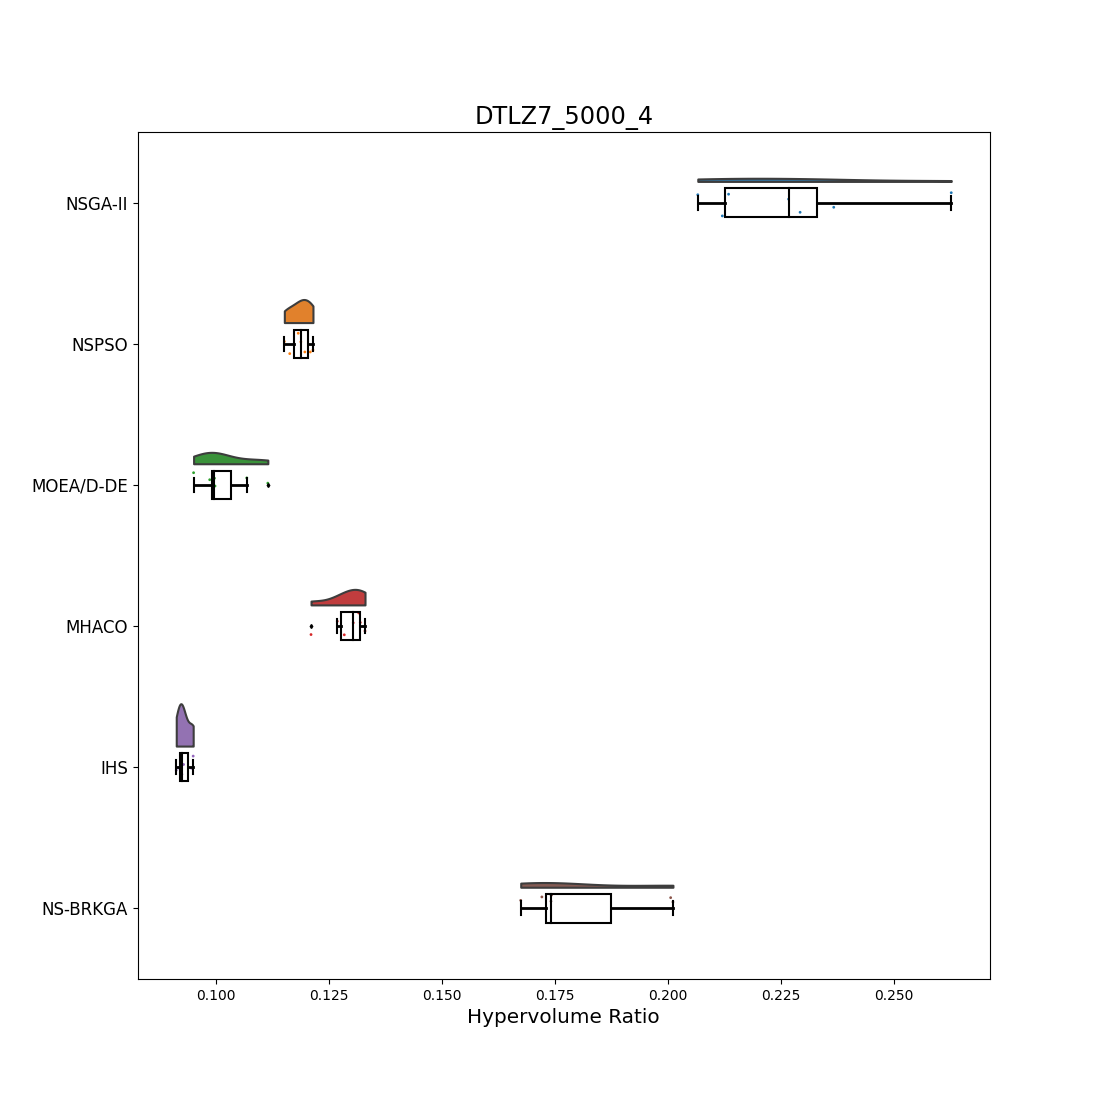 DTLZ7_5000_4
NSGA-II
NSPSO
MOEA/D-DE
MHACO
IHS
NS-BRKGA
0.100 0.125 0.150 0.175 0.200 0.225 0.250
Hypervolume Ratio